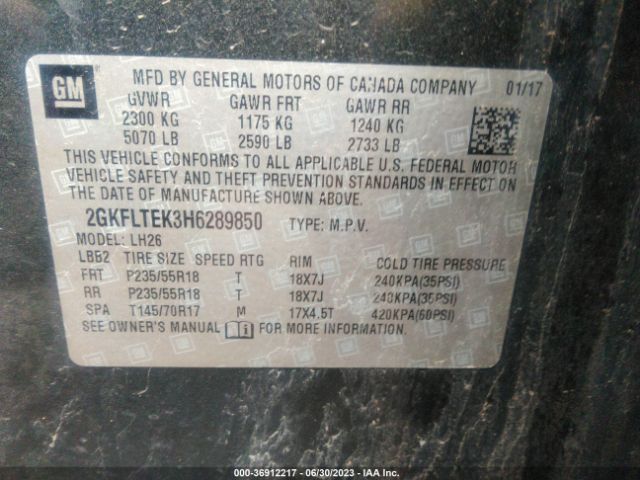 GM
MFD BY GENERAL MOTORS OF CANADA COMPANY 01/17
GVWR GAWR FRT GAWR RR
2300 KG 1175 KG 1240 KG
5070 LB 2590 LB 2733 LB
THIS VEHICLE CONFORMS TO ALL APPLICABLE U.S. FEDERAL MOTOR
VEHICLE SAFETY AND THEFT PREVENTION STANDARDS IN EFFECT ON
THE DATE OF MANUFACTURE SHOWN ABOVE.
2GKFLTEK3H6289850 TYPE: M.P.V.
MODEL: LH26
LBB2 TIRE SIZE SPEED RTG RIM COLD TIRE PRESSURE
FRT P235/55R18 T 18X7J 240KPA(35PSI)
RR P235/55R18 T 18X7J 240KPA(35PSI)
SPA T145/70R17 M 17X4.5T 420KPA(60PSI)
SEE OWNER'S MANUAL FOR MORE INFORMATION.
000-36912217 - 06/30/2023 - IAA Inc.